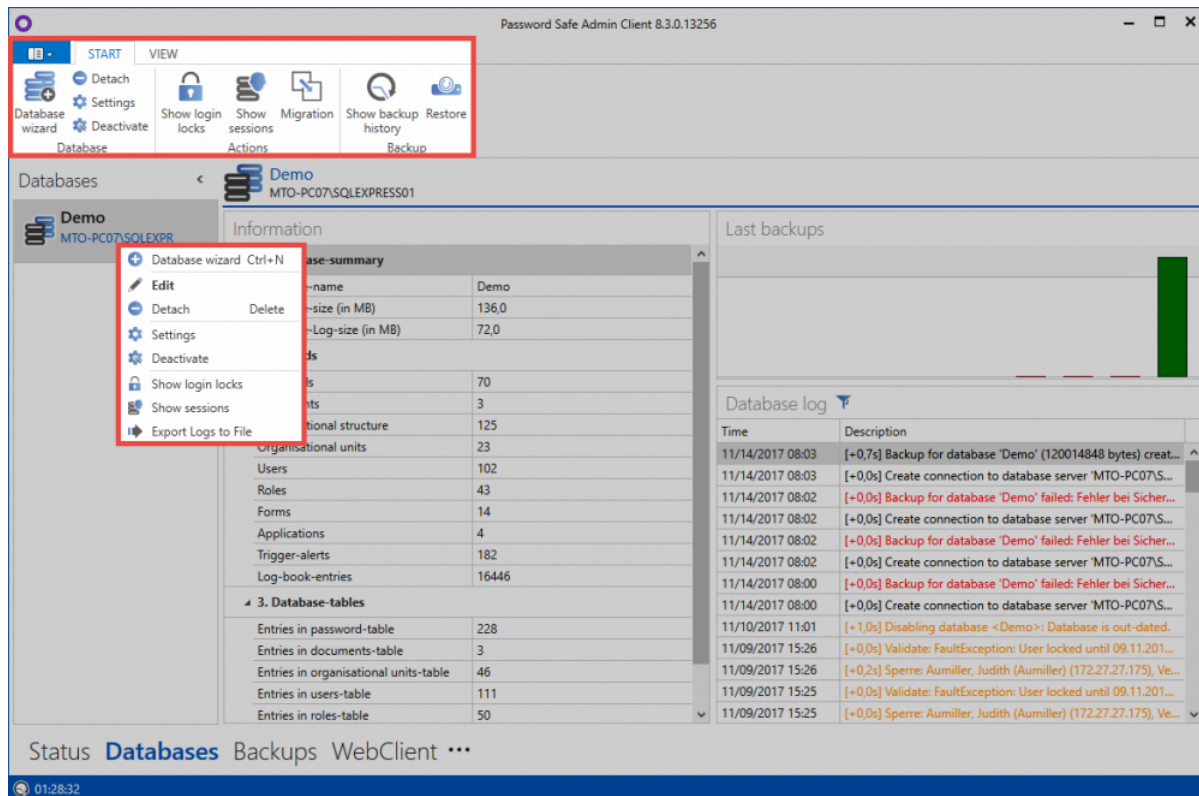 Password Safe Admin Client 8.3.0.13256
START VIEW
Database wizard
Detach
Settings
Deactivate
Database
Show login locks
Show sessions
Migration
Actions
Show backup history
Restore
Backup
Databases
Demo
MTO-PC07\SQLEXPR
Demo
MTO-PC07\SQLEXPRESS01
Database wizard Ctrl+N
Edit
Detach Delete
Settings
Deactivate
Show login locks
Show sessions
Export Logs to File
Information
ase-summary
-name Demo
-size (in MB) 136,0
-Log-size (in MB) 72,0
ds
ls 70
nts 3
tional structure 125
Organisational units 23
Users 102
Roles 43
Forms 14
Applications 4
Trigger-alerts 182
Log-book-entries 16446
3. Database-tables
Entries in password-table 228
Entries in documents-table 3
Entries in organisational units-table 46
Entries in users-table 111
Entries in roles-table 50
Last backups
Database log
Time Description
11/14/2017 08:03 [+0,7s] Backup for database 'Demo' (120014848 bytes) creat...
11/14/2017 08:03 [+0,0s] Create connection to database server 'MTO-PC07\S...
11/14/2017 08:02 [+0,0s] Backup for database 'Demo' failed: Fehler bei Sicher...
11/14/2017 08:02 [+0,0s] Create connection to database server 'MTO-PC07\S...
11/14/2017 08:02 [+0,0s] Backup for database 'Demo' failed: Fehler bei Sicher...
11/14/2017 08:02 [+0,0s] Create connection to database server 'MTO-PC07\S...
11/14/2017 08:00 [+0,0s] Backup for database 'Demo' failed: Fehler bei Sicher...
11/14/2017 08:00 [+0,0s] Create connection to database server 'MTO-PC07\S...
11/10/2017 11:01 [+1,0s] Disabling database <Demo>: Database is out-dated.
11/09/2017 15:26 [+0,0s] Validate: FaultException: User locked until 09.11.201...
11/09/2017 15:26 [+0,2s] Sperre: Aumiller, Judith (Aumiller) (172.27.27.175), Ve...
11/09/2017 15:25 [+0,0s] Validate: FaultException: User locked until 09.11.201...
11/09/2017 15:25 [+0,0s] Sperre: Aumiller, Judith (Aumiller) (172.27.27.175), Ve...
Status Databases Backups WebClient •••
01:28:32